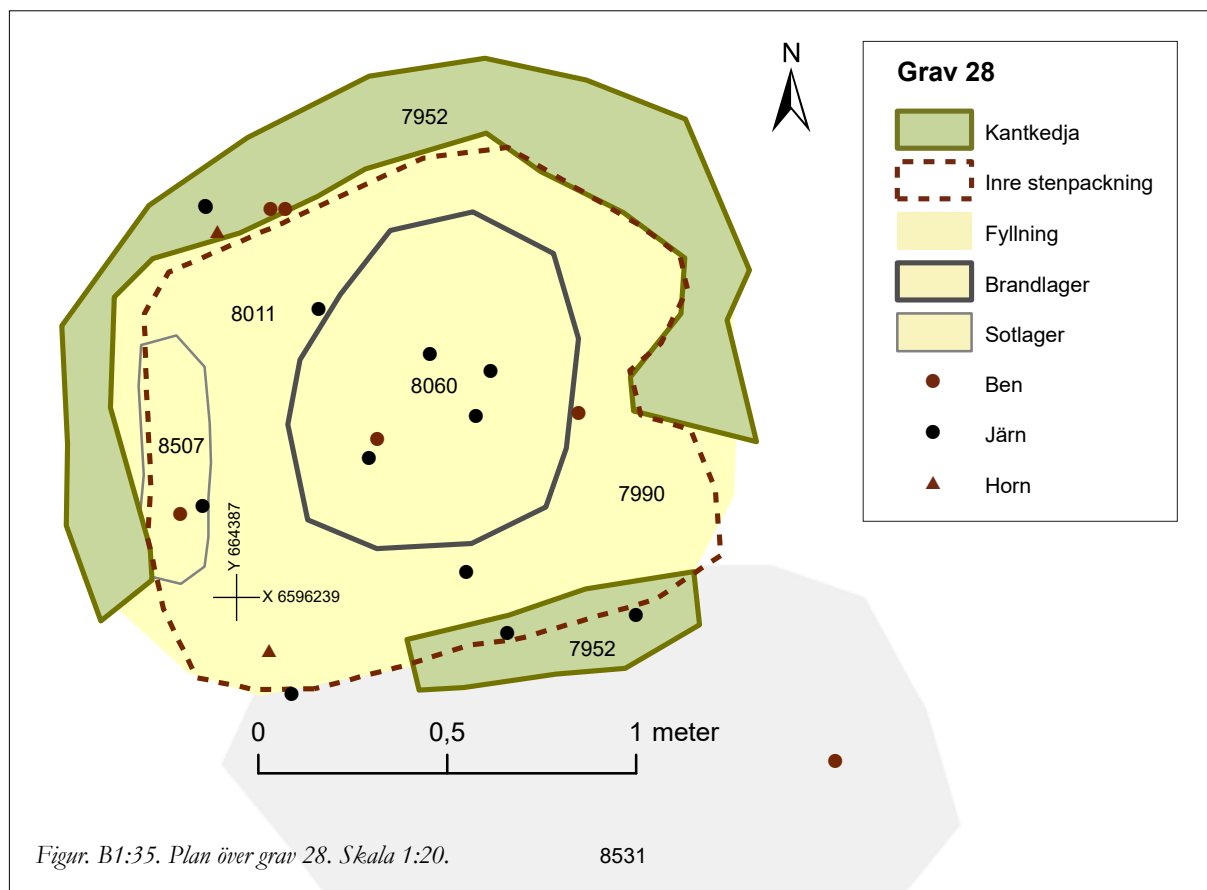 N
7952
8011
8060
8507
7990
Y 664387
X 6596239
7952
0 0,5 1 meter
8531
Figur. B1:35. Plan över grav 28. Skala 1:20.
Grav 28
Kantkedja
Inre stenpackning
Fyllning
Brandlager
Sotlager
Ben
Järn
Horn